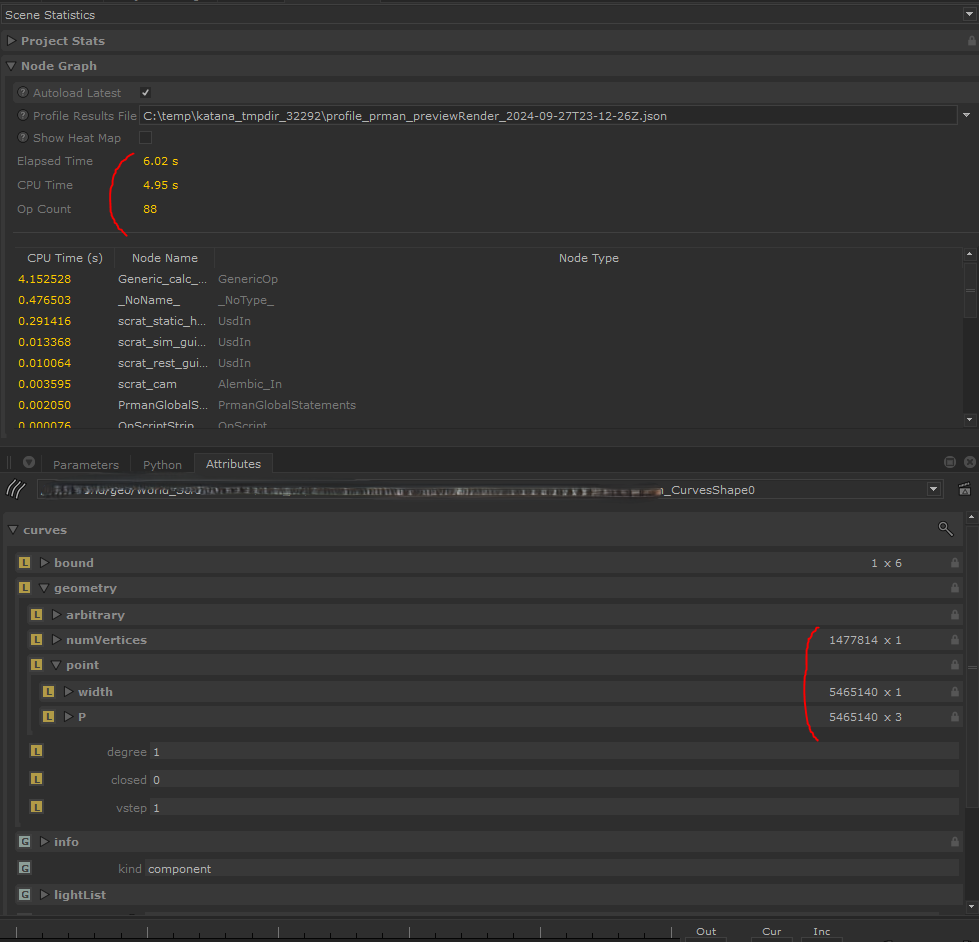 Scene Statistics
Project Stats
Node Graph
Autoload Latest
Profile Results File C:\temp\katana_tmpdir_32292\profile_prman_previewRender_2024-09-27T23-12-26Z.json
Show Heat Map
Elapsed Time 6.02 s
CPU Time 4.95 s
Op Count 88
CPU Time (s) Node Name Node Type
4.152528 Generic_calc_... GenericOp
0.476503 _NoName_ _NoType_
0.291416 scrat_static_h... UsdIn
0.013368 scrat_sim_gui... UsdIn
0.010064 scrat_rest_gui... UsdIn
0.003595 scrat_cam Alembic_In
0.002050 PrmanGlobalS... PrmanGlobalStatements
0.000076 OpScriptStrip OpScript
Parameters Python Attributes
_CurvesShape0
curves
L bound 1 x 6
L geometry
L arbitrary
L numVertices 1477814 x 1
L point
L width 5465140 x 1
L P 5465140 x 3
L degree 1
L closed 0
L vstep 1
G info
G kind component
G lightList
Out Cur Inc